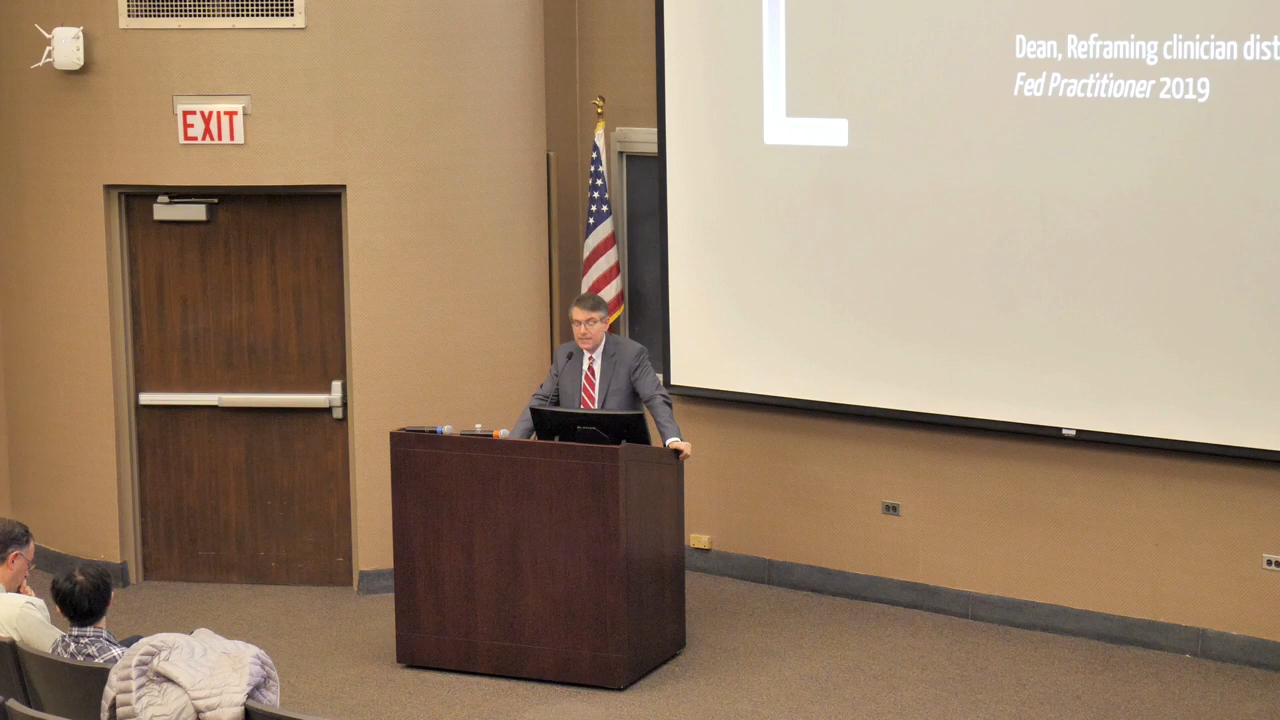 EXIT
Dean, Reframing clinician dist
Fed Practitioner 2019